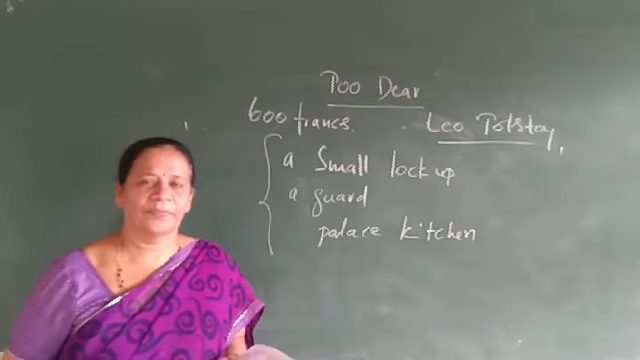 Too Dear
600 francs.
Leo Tolstoy,
a Small lock up
a guard
palace kitchen